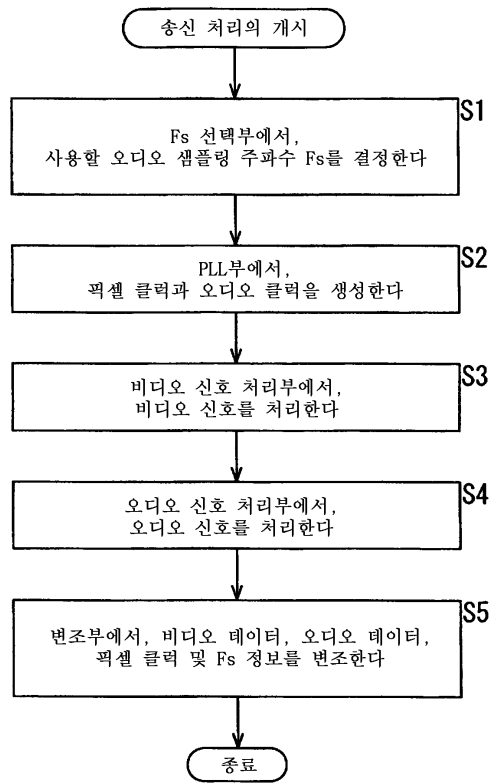 송신 처리의 개시
S1
Fs 선택부에서,
사용할 오디오 샘플링 주파수 Fs를 결정한다
S2
PLL부에서,
픽셀 클럭과 오디오 클럭을 생성한다
S3
비디오 신호 처리부에서,
비디오 신호를 처리한다
S4
오디오 신호 처리부에서,
오디오 신호를 처리한다
S5
변조부에서, 비디오 데이터, 오디오 데이터,
픽셀 클럭 및 Fs 정보를 변조한다
종료